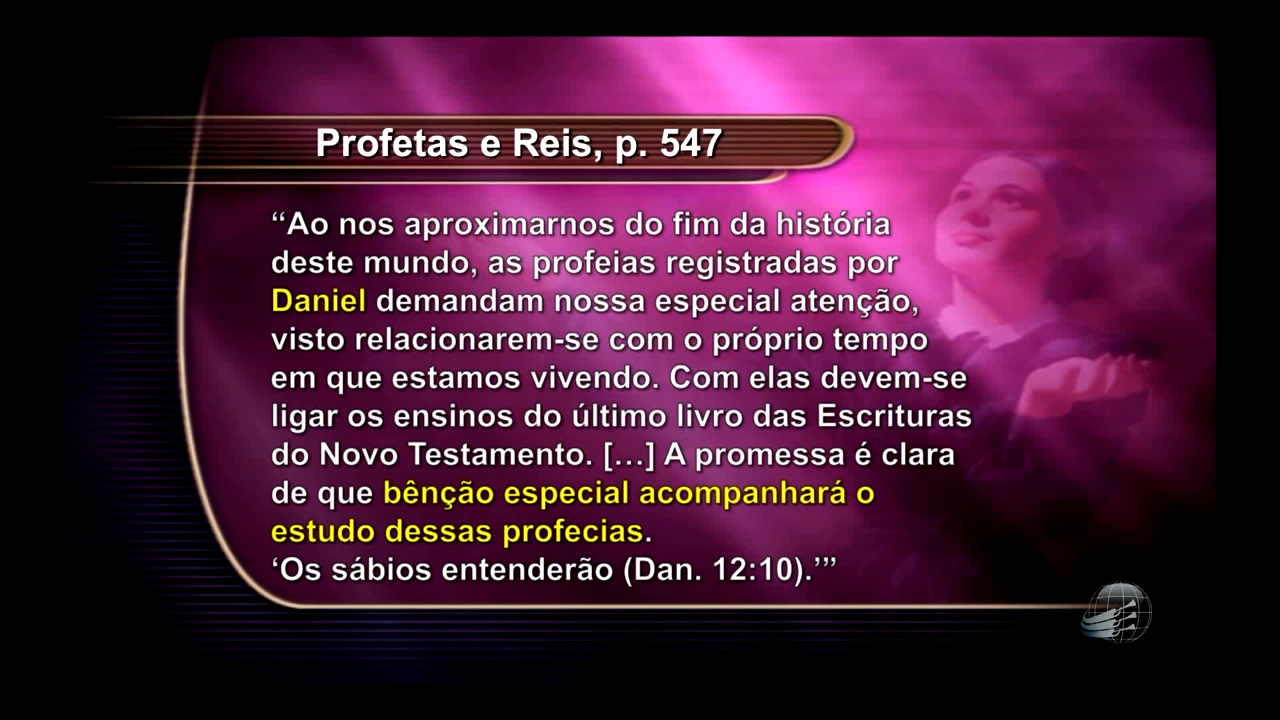 Profetas e Reis, p. 547
“Ao nos aproximarnos do fim da história
deste mundo, as profeias registradas por
Daniel demandam nossa especial atenção,
visto relacionarem-se com o próprio tempo
em que estamos vivendo. Com elas devem-se
ligar os ensinos do último livro das Escrituras
do Novo Testamento. […] A promessa é clara
de que bênção especial acompanhará o
estudo dessas profecias.
‘Os sábios entenderão (Dan. 12:10).’”